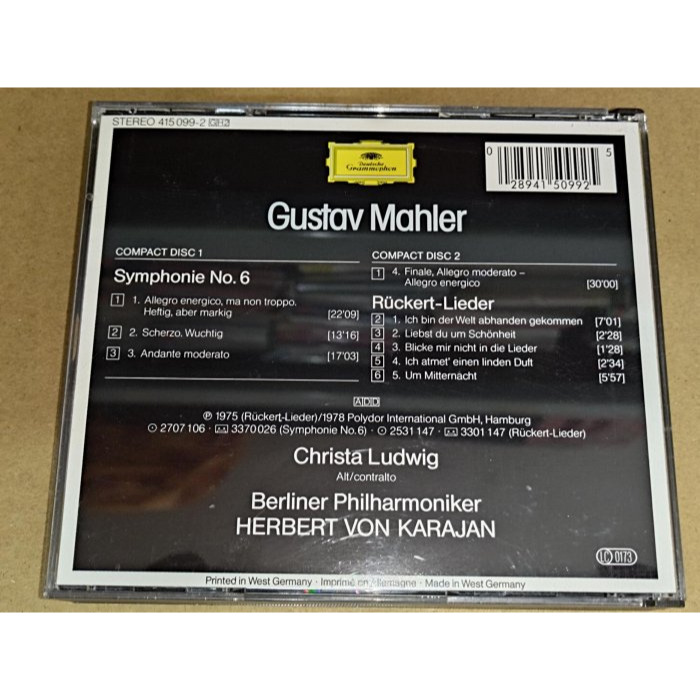 STEREO 415 099-2 GH2
Deutsche
Grammophon
0 28941 50992 5
Gustav Mahler
COMPACT DISC 1
Symphonie No. 6
1 1. Allegro energico, ma non troppo.
Heftig, aber markig [22'09]
2 2. Scherzo. Wuchtig [13'16]
3 3. Andante moderato [17'03]
COMPACT DISC 2
1 4. Finale, Allegro moderato –
Allegro energico [30'00]
Rückert-Lieder
2 1. Ich bin der Welt abhanden gekommen [7'01]
3 2. Liebst du um Schönheit [2'28]
4 3. Blicke mir nicht in die Lieder [1'28]
5 4. Ich atmet' einen linden Duft [2'34]
6 5. Um Mitternacht [5'57]
ADD
℗ 1975 (Rückert-Lieder)/1978 Polydor International GmbH, Hamburg
2707 106 · 3370 026 (Symphonie No. 6) · 2531 147 · 3301 147 (Rückert-Lieder)
Christa Ludwig
Alt/contralto
Berliner Philharmoniker
HERBERT VON KARAJAN
LC 0173
Printed in West Germany · Imprimé en Allemagne · Made in West Germany